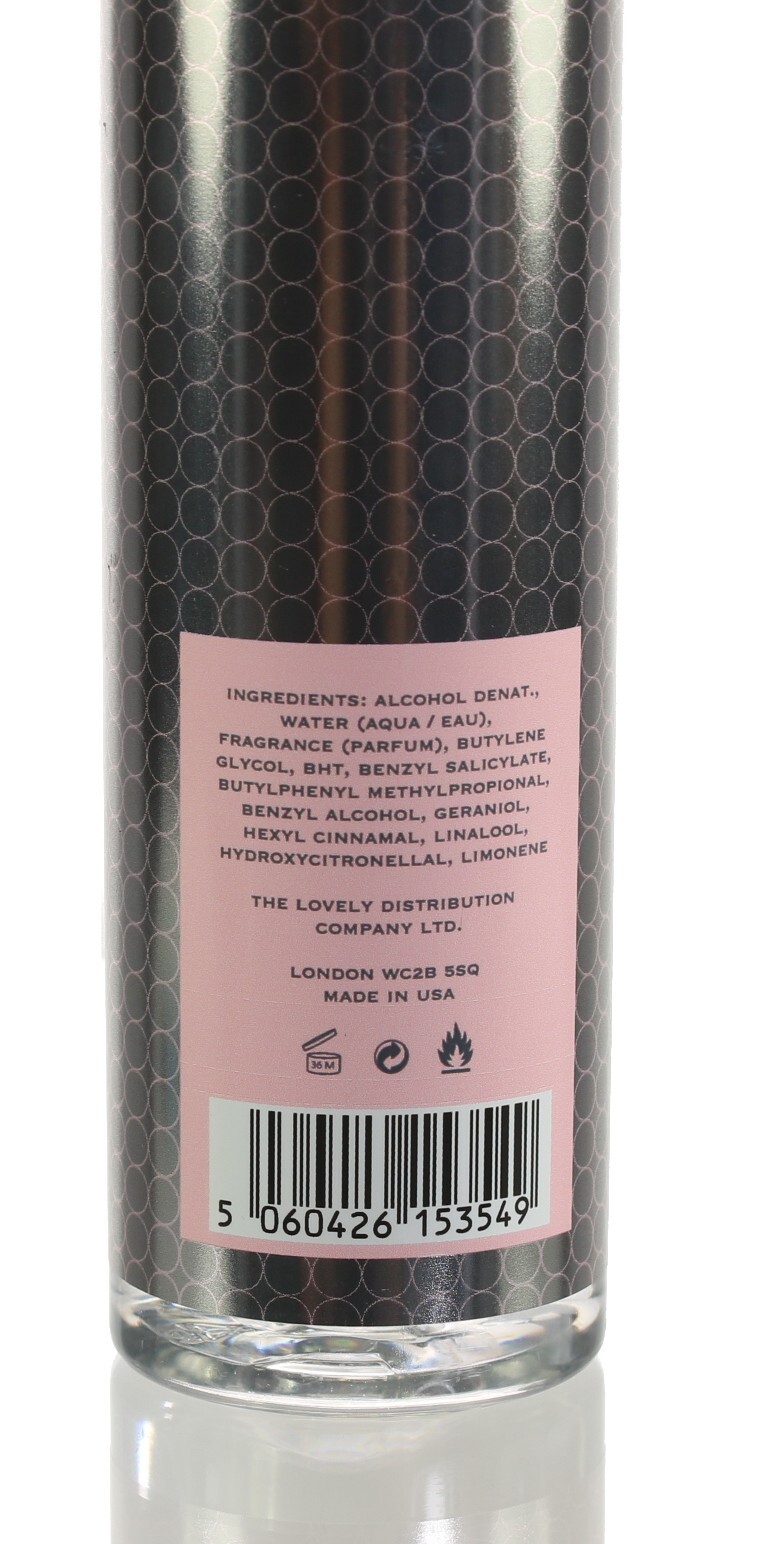 INGREDIENTS: ALCOHOL DENAT.,
WATER (AQUA / EAU),
FRAGRANCE (PARFUM), BUTYLENE
GLYCOL, BHT, BENZYL SALICYLATE,
BUTYLPHENYL METHYLPROPIONAL,
BENZYL ALCOHOL, GERANIOL,
HEXYL CINNAMAL, LINALOOL,
HYDROXYCITRONELLAL, LIMONENE
THE LOVELY DISTRIBUTION
COMPANY LTD.
LONDON WC2B 5SQ
MADE IN USA
36 M
5 060426 153549